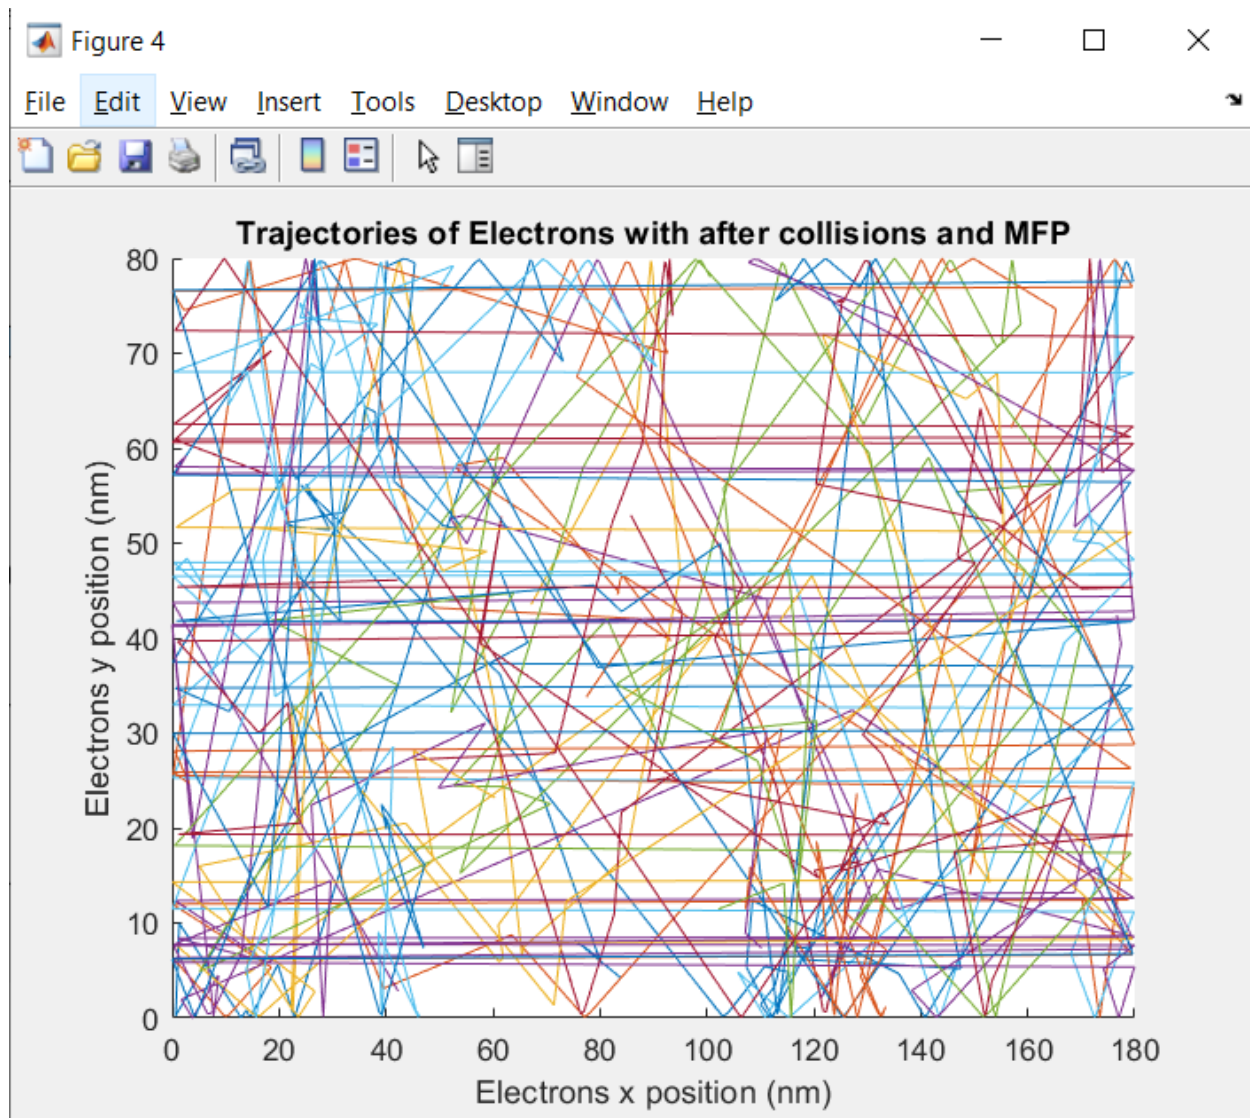 Figure 4
File Edit View Insert Tools Desktop Window Help
Trajectories of Electrons with after collisions and MFP
80
70
60
50
40
30
20
10
0
Electrons y position (nm)
0 20 40 60 80 100 120 140 160 180
Electrons x position (nm)